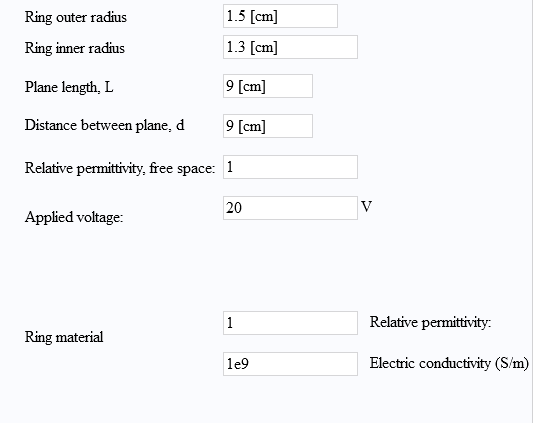 Ring outer radius 1.5 [cm]
Ring inner radius 1.3 [cm]
Plane length, L 9 [cm]
Distance between plane, d 9 [cm]
Relative permittivity, free space: 1
Applied voltage: 20 V
Ring material
1 Relative permittivity:
1e9 Electric conductivity (S/m)